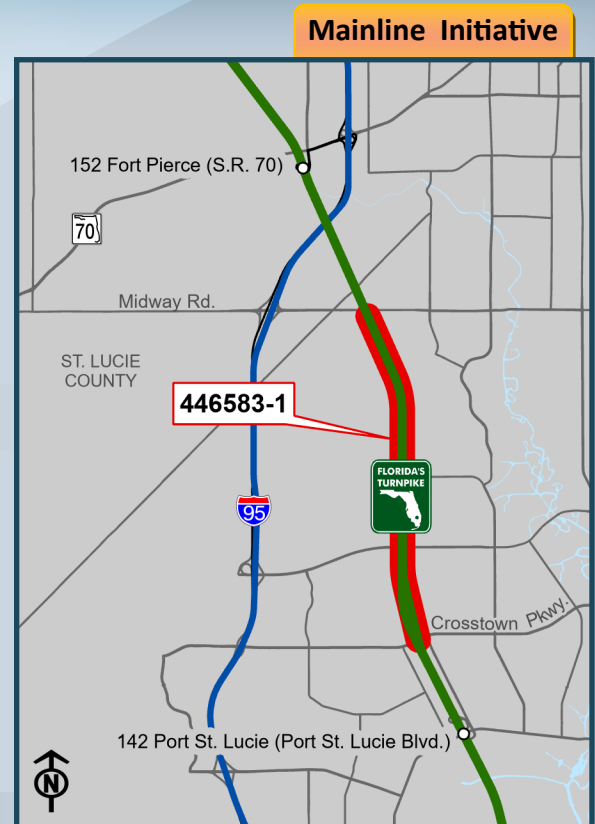 Mainline Initiative
152 Fort Pierce (S.R. 70)
70
Midway Rd.
ST. LUCIE
COUNTY
446583-1
FLORIDA'S
TURNPIKE
95
Crosstown Pkwy.
142 Port St. Lucie (Port St. Lucie Blvd.)
N